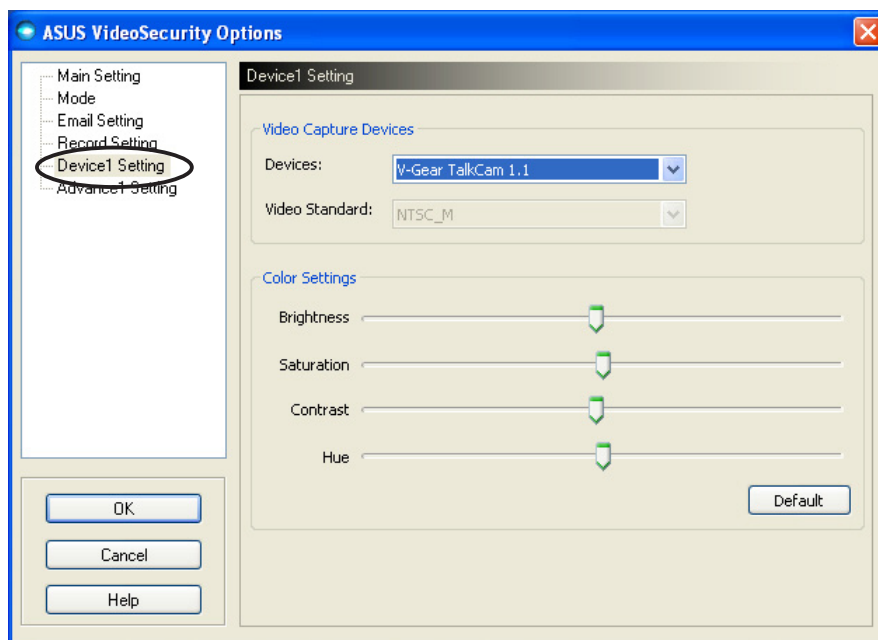 ASUS VideoSecurity Options
Main Setting
Mode
Email Setting
Record Setting
Device1 Setting
Advance1 Setting
OK
Cancel
Help
Device1 Setting
Video Capture Devices
Devices: V-Gear TalkCam 1.1
Video Standard: NTSC_M
Color Settings
Brightness
Saturation
Contrast
Hue
Default